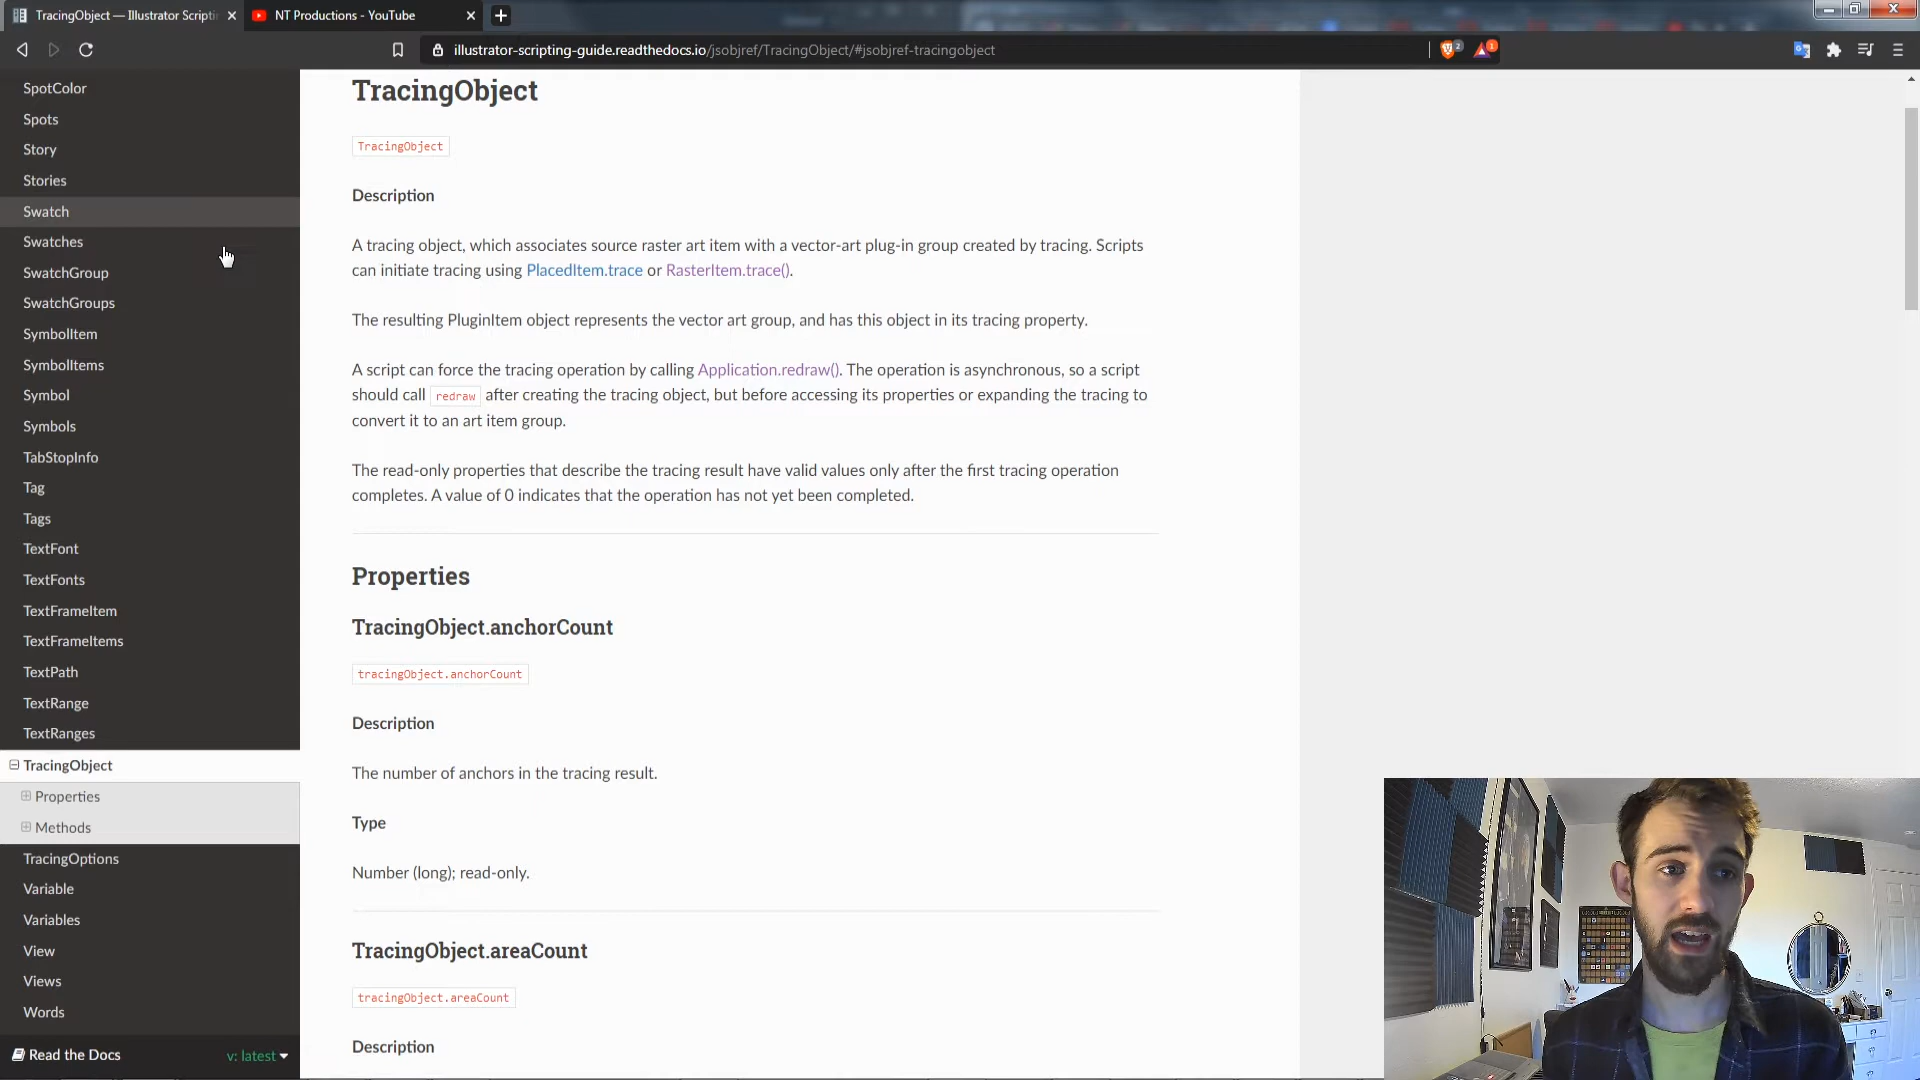 TracingObject — Illustrator Scripti
NT Productions - YouTube
illustrator-scripting-guide.readthedocs.io/jsobjref/TracingObject/#jsobjref-tracingobject
2
1
SpotColor
Spots
Story
Stories
Swatch
Swatches
SwatchGroup
SwatchGroups
SymbolItem
SymbolItems
Symbol
Symbols
TabStopInfo
Tag
Tags
TextFont
TextFonts
TextFrameItem
TextFrameItems
TextPath
TextRange
TextRanges
TracingObject
Properties
Methods
TracingOptions
Variable
Variables
View
Views
Words
Read the Docs
v: latest
TracingObject
TracingObject
Description
A tracing object, which associates source raster art item with a vector-art plug-in group created by tracing. Scripts
can initiate tracing using PlacedItem.trace or RasterItem.trace().
The resulting PluginItem object represents the vector art group, and has this object in its tracing property.
A script can force the tracing operation by calling Application.redraw(). The operation is asynchronous, so a script
should call redraw after creating the tracing object, but before accessing its properties or expanding the tracing to
convert it to an art item group.
The read-only properties that describe the tracing result have valid values only after the first tracing operation
completes. A value of 0 indicates that the operation has not yet been completed.
Properties
TracingObject.anchorCount
tracingObject.anchorCount
Description
The number of anchors in the tracing result.
Type
Number (long); read-only.
TracingObject.areaCount
tracingObject.areaCount
Description